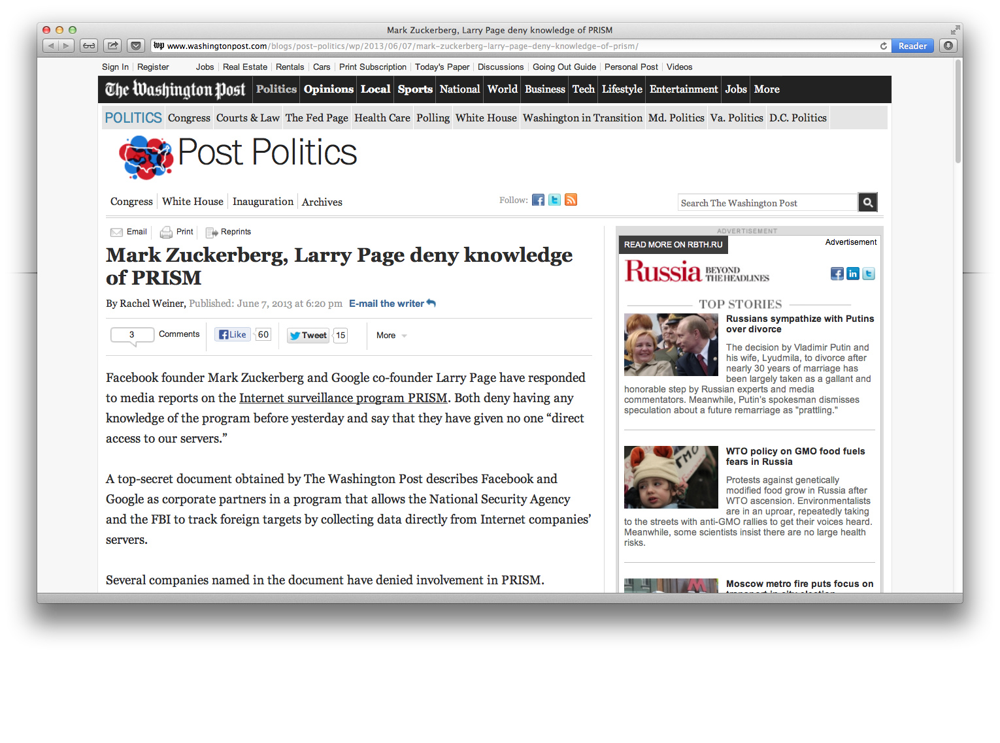 Mark Zuckerberg, Larry Page deny knowledge of PRISM
www.washingtonpost.com/blogs/post-politics/wp/2013/06/07/mark-zuckerberg-larry-page-deny-knowledge-of-prism/
Reader
Sign In Register Jobs Real Estate Rentals Cars Print Subscription Today's Paper Discussions Going Out Guide Personal Post Videos
The Washington Post Politics Opinions Local Sports National World Business Tech Lifestyle Entertainment Jobs More
POLITICS Congress Courts & Law The Fed Page Health Care Polling White House Washington in Transition Md. Politics Va. Politics D.C. Politics
Post Politics
Congress White House Inauguration Archives
Follow:
Search The Washington Post
Email Print Reprints
Mark Zuckerberg, Larry Page deny knowledge
of PRISM
By Rachel Weiner, Published: June 7, 2013 at 6:20 pm E-mail the writer
3 Comments Like 60 Tweet 15 More
Facebook founder Mark Zuckerberg and Google co-founder Larry Page have responded
to media reports on the Internet surveillance program PRISM. Both deny having any
knowledge of the program before yesterday and say that they have given no one “direct
access to our servers.”
A top-secret document obtained by The Washington Post describes Facebook and
Google as corporate partners in a program that allows the National Security Agency
and the FBI to track foreign targets by collecting data directly from Internet companies’
servers.
Several companies named in the document have denied involvement in PRISM.
ADVERTISEMENT
READ MORE ON RBTH.RU
Advertisement
Russia BEYOND
THE HEADLINES
TOP STORIES
Russians sympathize with Putins
over divorce
The decision by Vladimir Putin and
his wife, Lyudmila, to divorce after
nearly 30 years of marriage has
been largely taken as a gallant and
honorable step by Russian experts and media
commentators. Meanwhile, Putin’s spokesman dismisses
speculation about a future remarriage as "prattling."
ГМО
WTO policy on GMO food fuels
fears in Russia
Protests against genetically
modified food grow in Russia after
WTO ascension. Environmentalists
are in an uproar, repeatedly taking
to the streets with anti-GMO rallies to get their voices heard.
Meanwhile, some scientists insist there are no large health
risks.
Moscow metro fire puts focus on
transport in city election